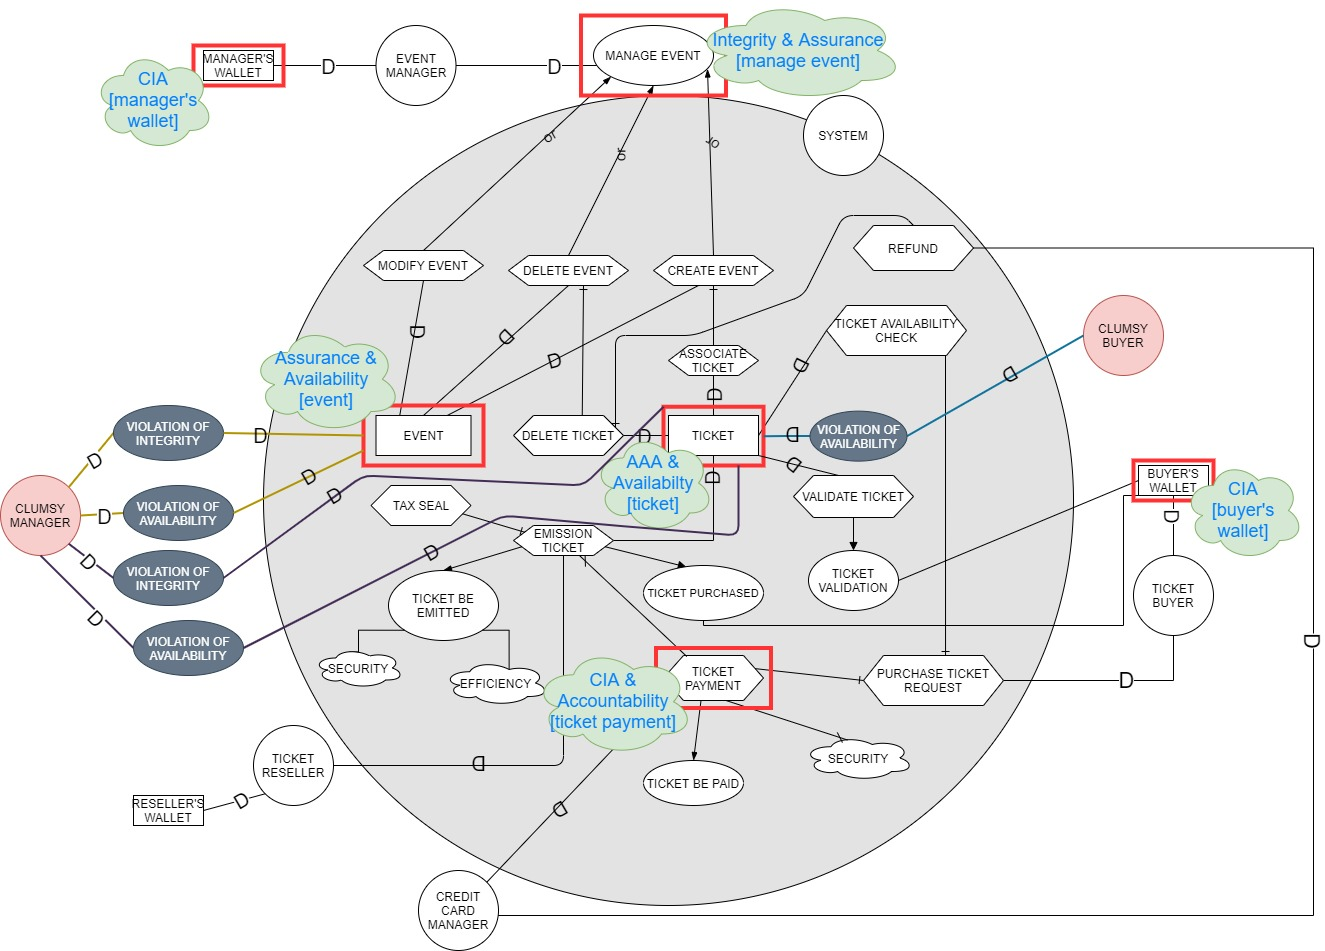 MANAGER'S
WALLET
D
EVENT
MANAGER
D
MANAGE EVENT
Integrity & Assurance
[manage event]
CIA
[manager's
wallet]
SYSTEM
or
or
or
MODIFY EVENT
DELETE EVENT
CREATE EVENT
REFUND
D
D
D
TICKET AVAILABILITY
CHECK
CLUMSY
BUYER
D
ASSOCIATE
TICKET
D
D
Assurance &
Availability
[event]
EVENT
DELETE TICKET
D
TICKET
D
VIOLATION OF
AVAILABILITY
VIOLATION OF
INTEGRITY
D
D
AAA &
Availabilty
[ticket]
D
D
VALIDATE TICKET
BUYER'S
WALLET
CIA
[buyer's
wallet]
D
CLUMSY
MANAGER
D
VIOLATION OF
AVAILABILITY
D
D
TAX SEAL
EMISSION
TICKET
D
VIOLATION OF
INTEGRITY
D
TICKET
VALIDATION
TICKET
BUYER
TICKET BE
EMITTED
TICKET PURCHASED
D
VIOLATION OF
AVAILABILITY
SECURITY
EFFICIENCY
CIA &
Accountability
[ticket payment]
TICKET
PAYMENT
PURCHASE TICKET
REQUEST
D
D
TICKET
RESELLER
D
SECURITY
TICKET BE PAID
RESELLER'S
WALLET
D
D
CREDIT
CARD
MANAGER